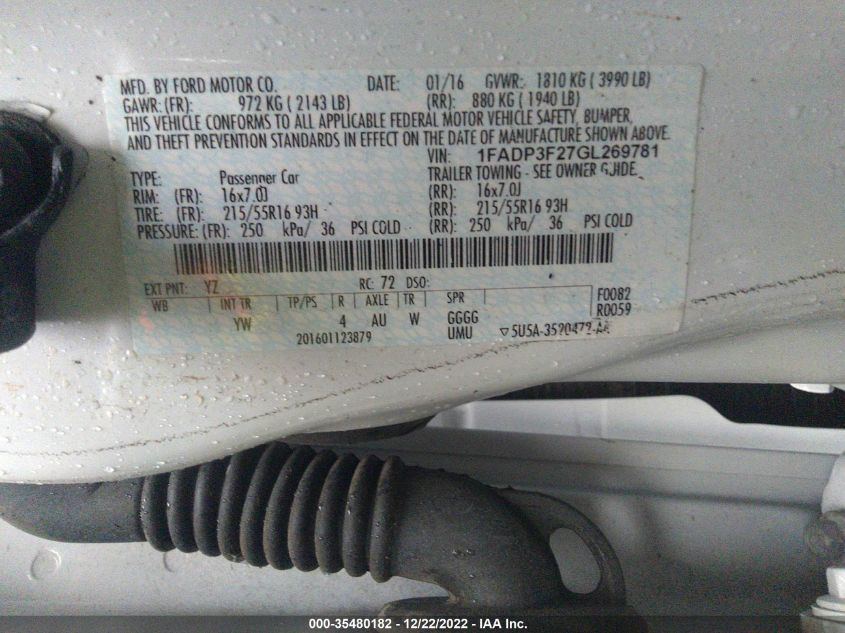 MFD. BY FORD MOTOR CO. DATE: 01/16 GVWR: 1810 KG ( 3990 LB)
GAWR: (FR): 972 KG ( 2143 LB) (RR): 880 KG ( 1940 LB)
THIS VEHICLE CONFORMS TO ALL APPLICABLE FEDERAL MOTOR VEHICLE SAFETY, BUMPER,
AND THEFT PREVENTION STANDARDS IN EFFECT ON THE DATE OF MANUFACTURE SHOWN ABOVE.
VIN: 1FADP3F27GL269781
TYPE: Passenger Car TRAILER TOWING - SEE OWNER GUIDE.
RIM: (FR): 16x7.0J (RR): 16x7.0J
TIRE: (FR): 215/55R16 93H (RR): 215/55R16 93H
PRESSURE: (FR): 250 kPa/ 36 PSI COLD (RR): 250 kPa/ 36 PSI COLD
EXT PNT: YZ RC: 72 DSO:
WB INT TR TP/PS R AXLE TR SPR F0082
YW 4 AU W GGGG R0059
201601123879 UMU ▽5U5A-3520472-AA
000-35480182 - 12/22/2022 - IAA Inc.